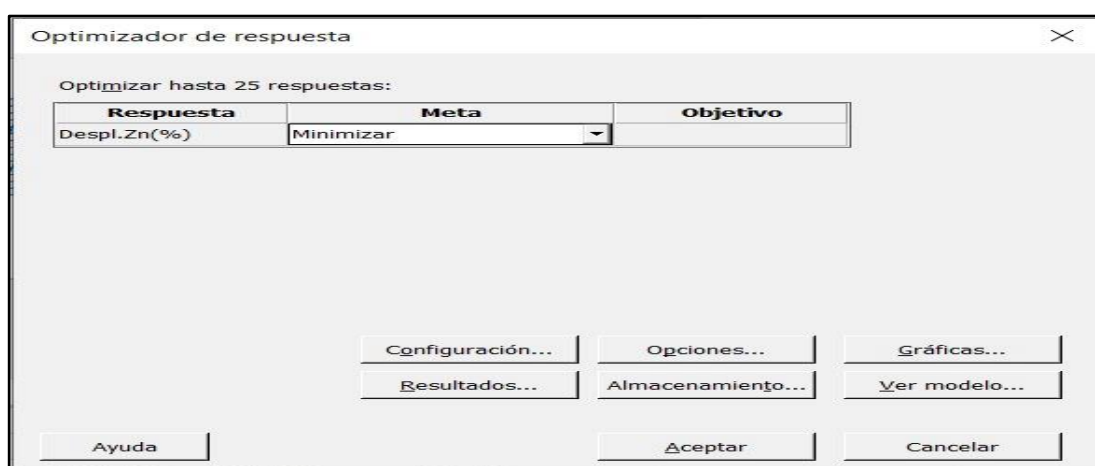 Optimizador de respuesta
Optimizar hasta 25 respuestas:
Respuesta Meta Objetivo
Despl.Zn(%) Minimizar
Configuración... Opciones... Gráficas...
Resultados... Almacenamiento... Ver modelo...
Ayuda Aceptar Cancelar